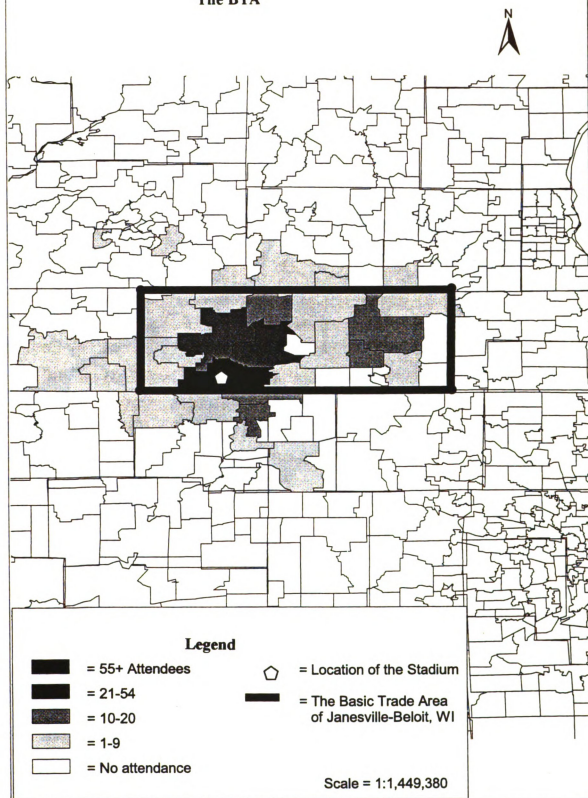 The BTA
N
Legend
= 55+ Attendees
= 21-54
= 10-20
= 1-9
= No attendance
= Location of the Stadium
= The Basic Trade Area
of Janesville-Beloit, WI
Scale = 1:1,449,380